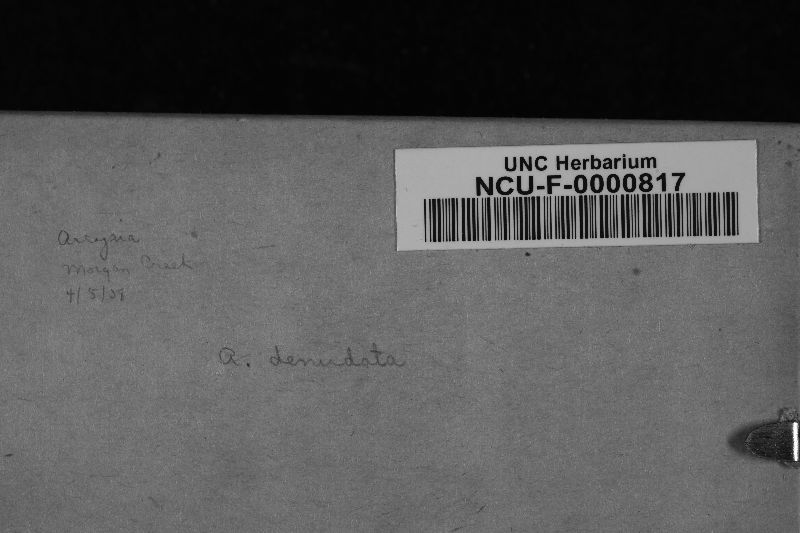 UNC Herbarium
NCU-F-0000817
Arcyria
Morgan Creek
4/5/38
A. denudata